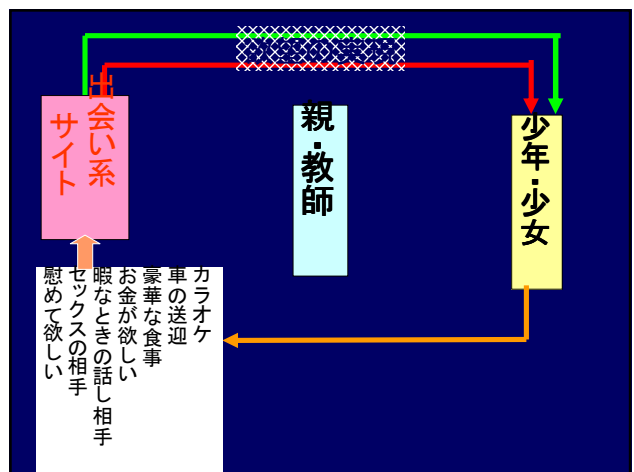 出会い系
サイト
親・教師
少年・少女
カラオケ
車の送迎
豪華な食事
お金が欲しい
暇なときの話し相手
セックスの相手
慰めて欲しい